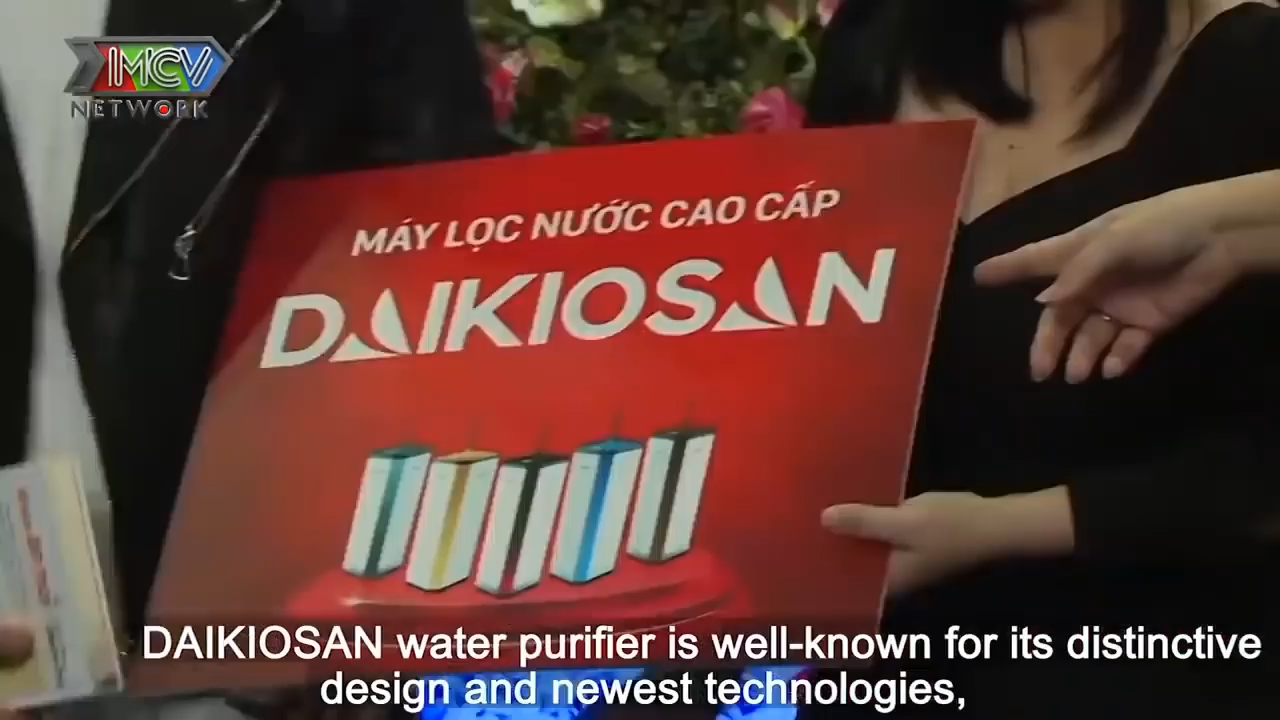 MCV
NETWORK
MÁY LỌC NƯỚC CAO CẤP
DAIKIOSAN
DAIKIOSAN water purifier is well-known for its distinctive
design and newest technologies,